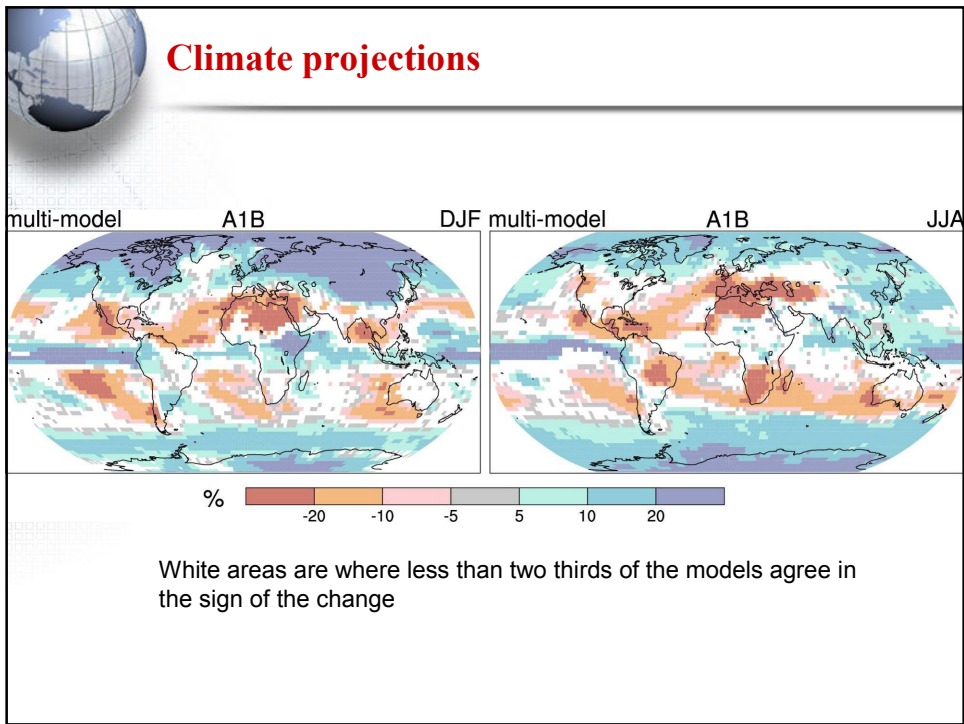 Climate projections
multi-model A1B DJF
multi-model A1B JJA
% -20 -10 -5 5 10 20
White areas are where less than two thirds of the models agree in
the sign of the change